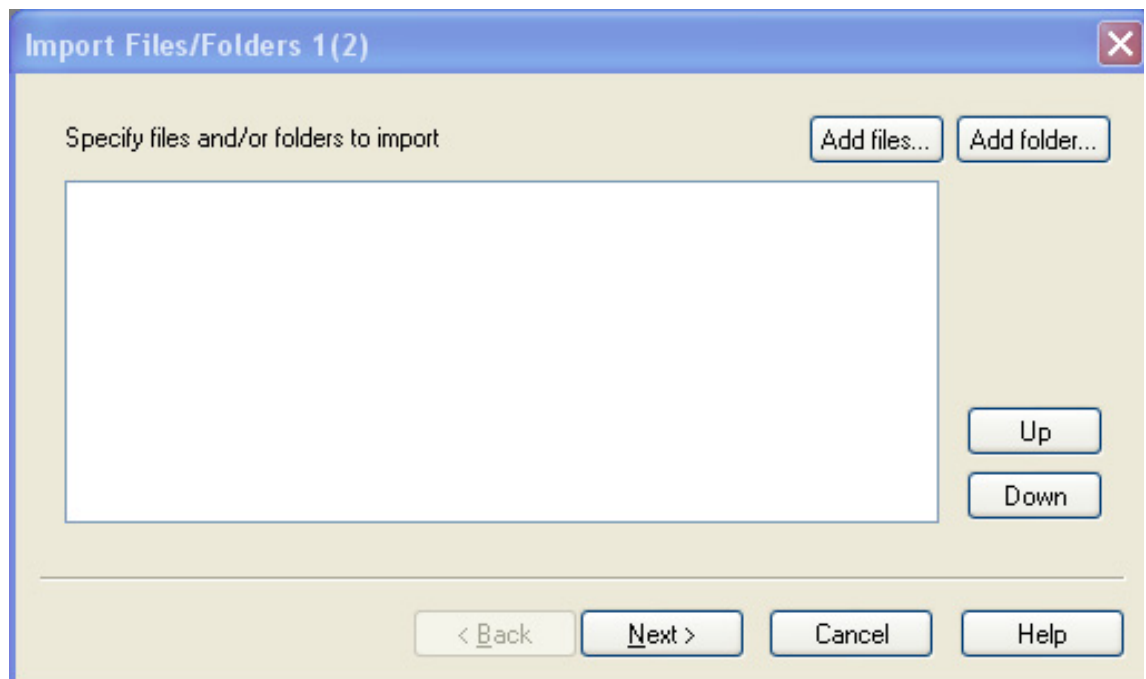 Import Files/Folders 1(2)
Specify files and/or folders to import
Add files...
Add folder...
Up
Down
< Back
Next >
Cancel
Help